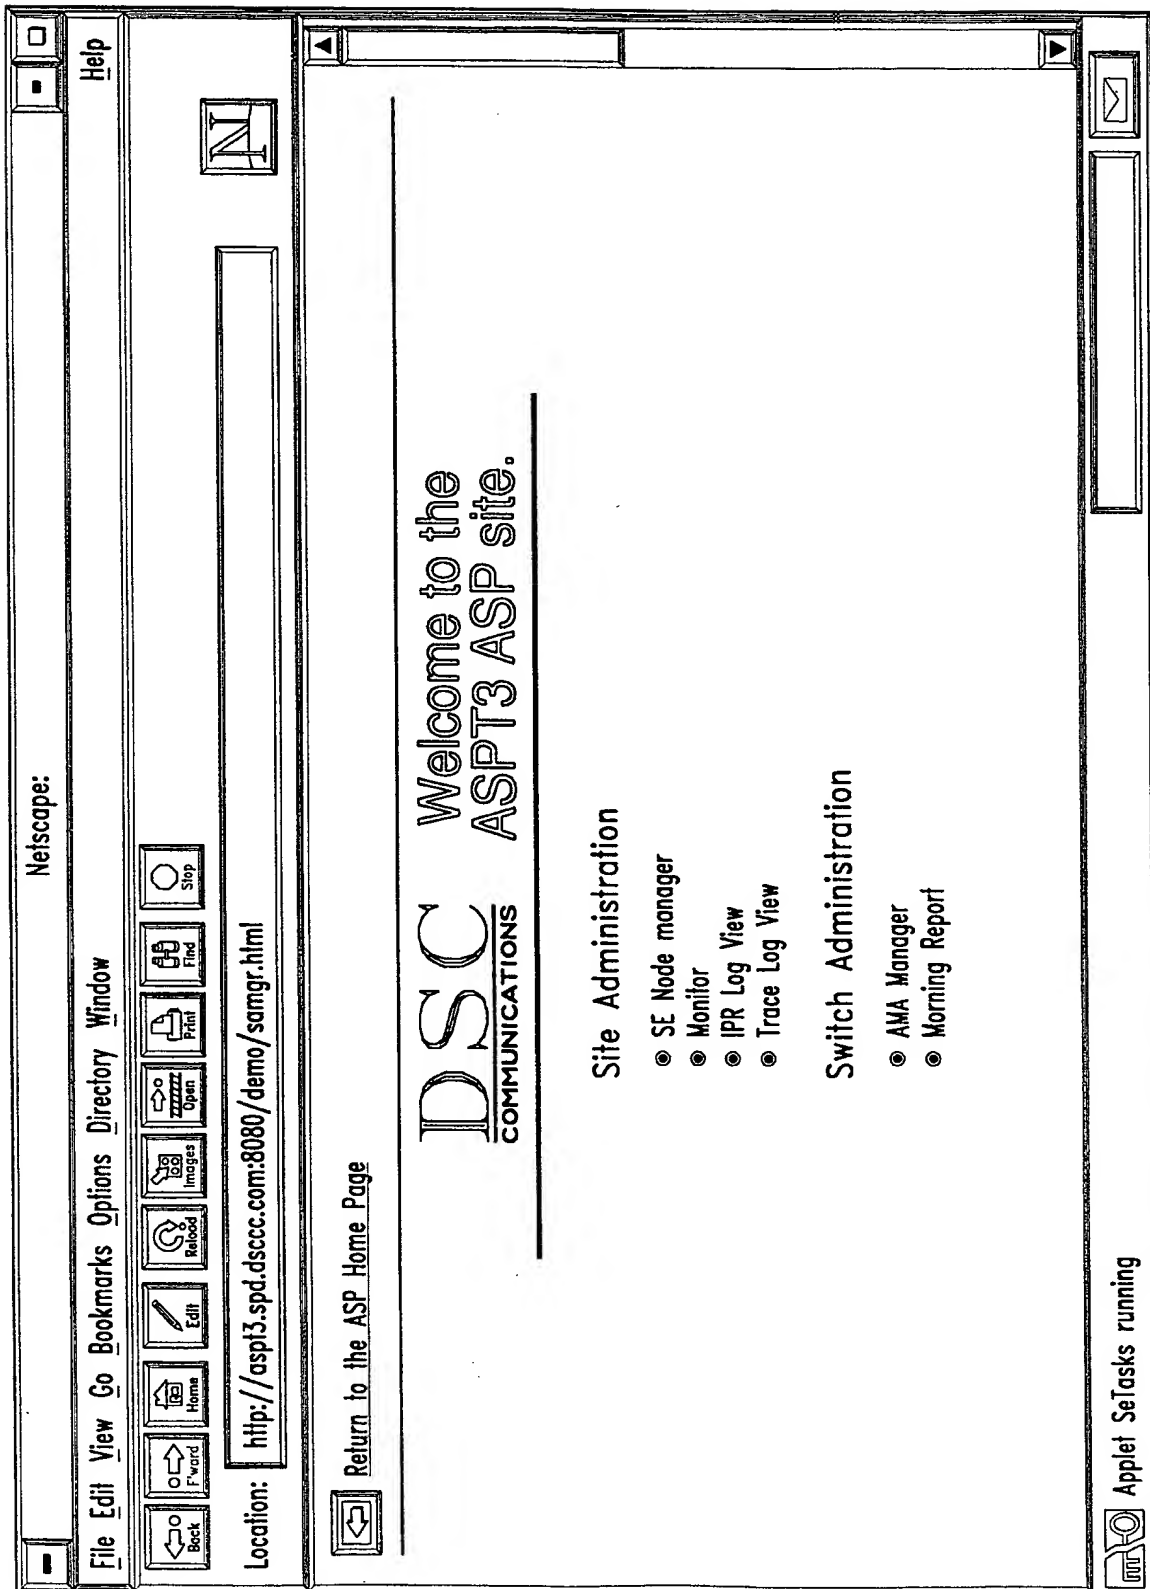 Netscape:
File Edit View Go Bookmarks Options Directory Window Help
Back F'ward Home Edit Reload Images Open Print Find Stop
N
Location: http://aspt3.spd.dsccc.com:8080/demo/samgr.html
Return to the ASP Home Page
DSC
COMMUNICATIONS
Welcome to the
ASPT3 ASP site.
Site Administration
SE Node manager
Monitor
IPR Log View
Trace Log View
Switch Administration
AMA Manager
Morning Report
Applet SeTasks running